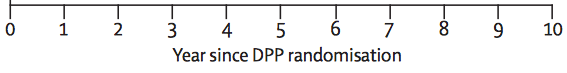 0 1 2 3 4 5 6 7 8 9 10
Year since DPP randomisation